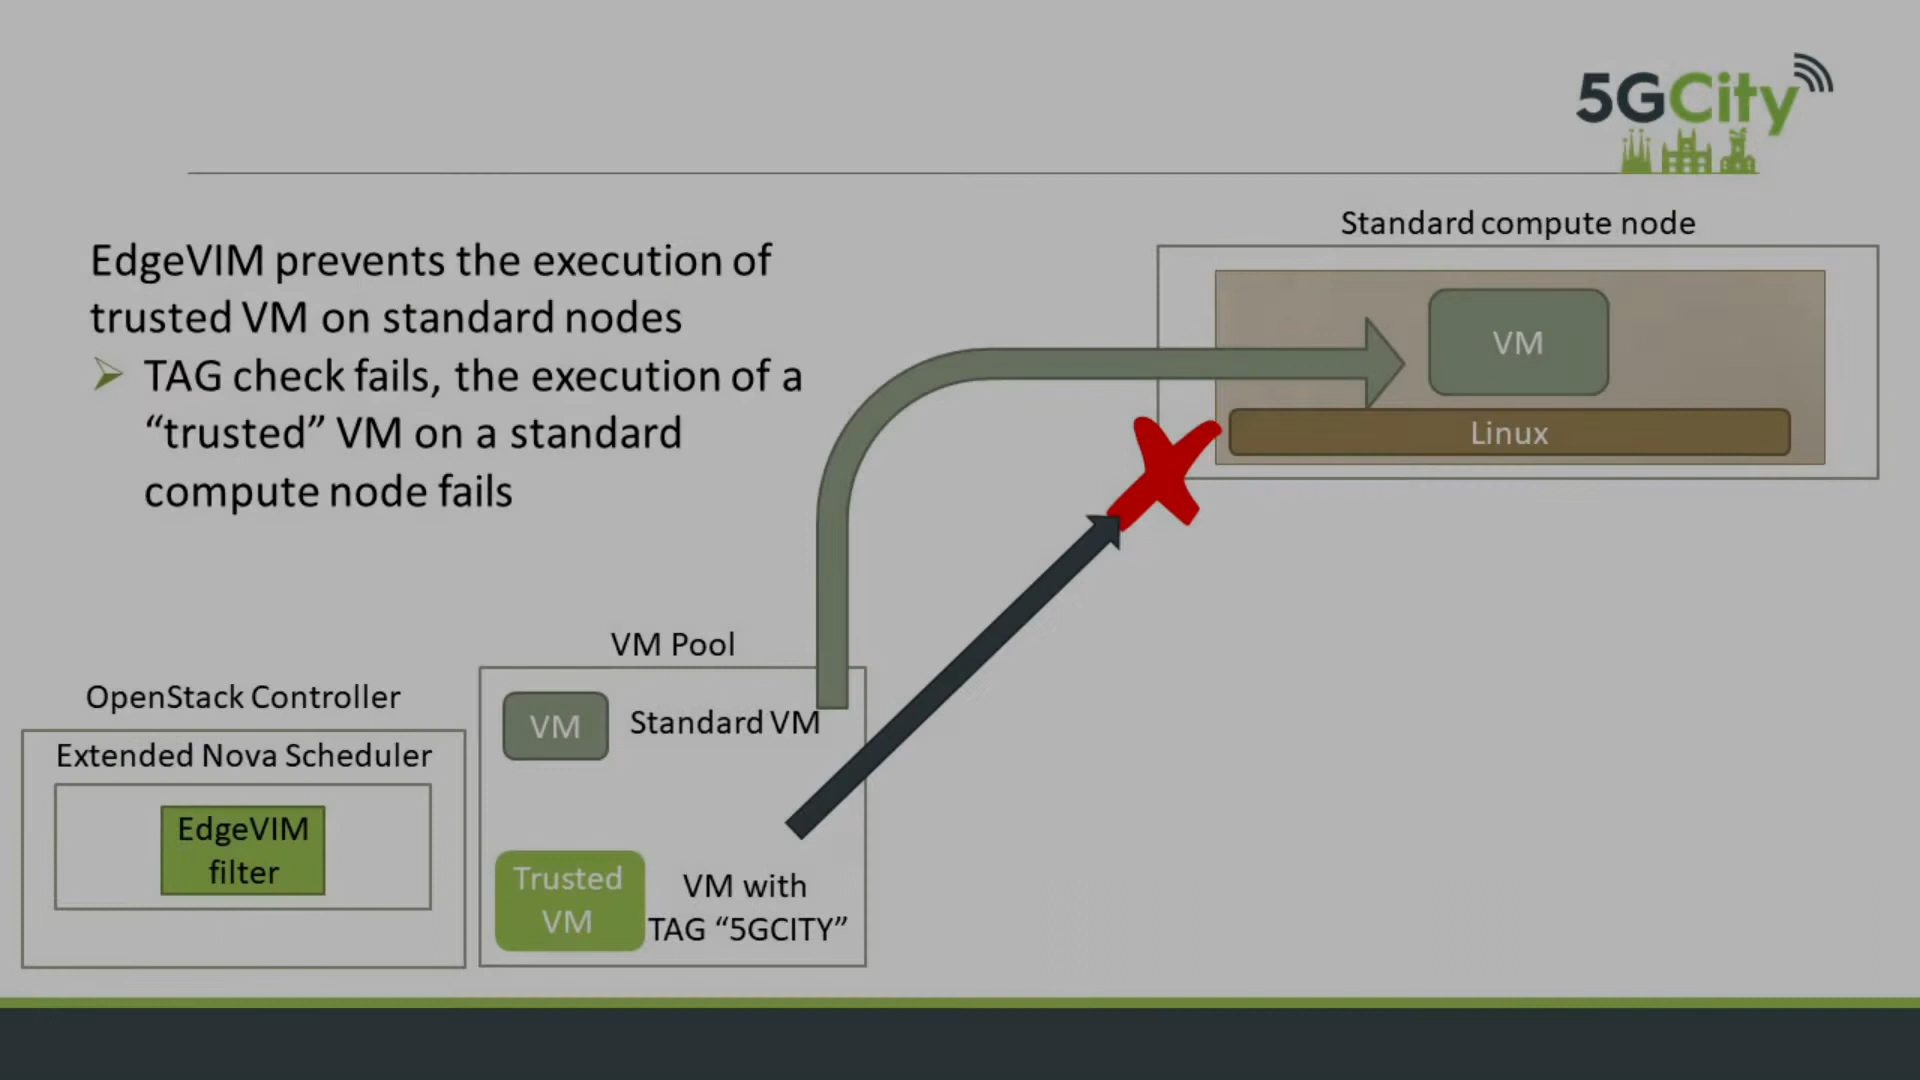 5GCity
Standard compute node
EdgeVIM prevents the execution of
trusted VM on standard nodes
TAG check fails, the execution of a
“trusted” VM on a standard
compute node fails
VM
Linux
VM Pool
OpenStack Controller
VM
Standard VM
Extended Nova Scheduler
EdgeVIM
filter
Trusted
VM
VM with
TAG “5GCITY”